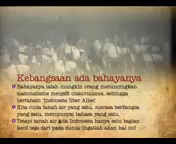 Kebangsaan ada bahayanya
Bahayanya ialah mungkin orang meruncingkan
nasionalisme menjadi chauvinisme, sehingga
berfaham "Indonesia Uber Alles"
Kita cinta tanah air yang satu, merasa berbangsa
yang satu, mempunyai bahasa yang satu.
Tetapi tanah air kita Indonesia hanya satu bagian
kecil saja dari pada dunia! Ingatlah akan hal ini!